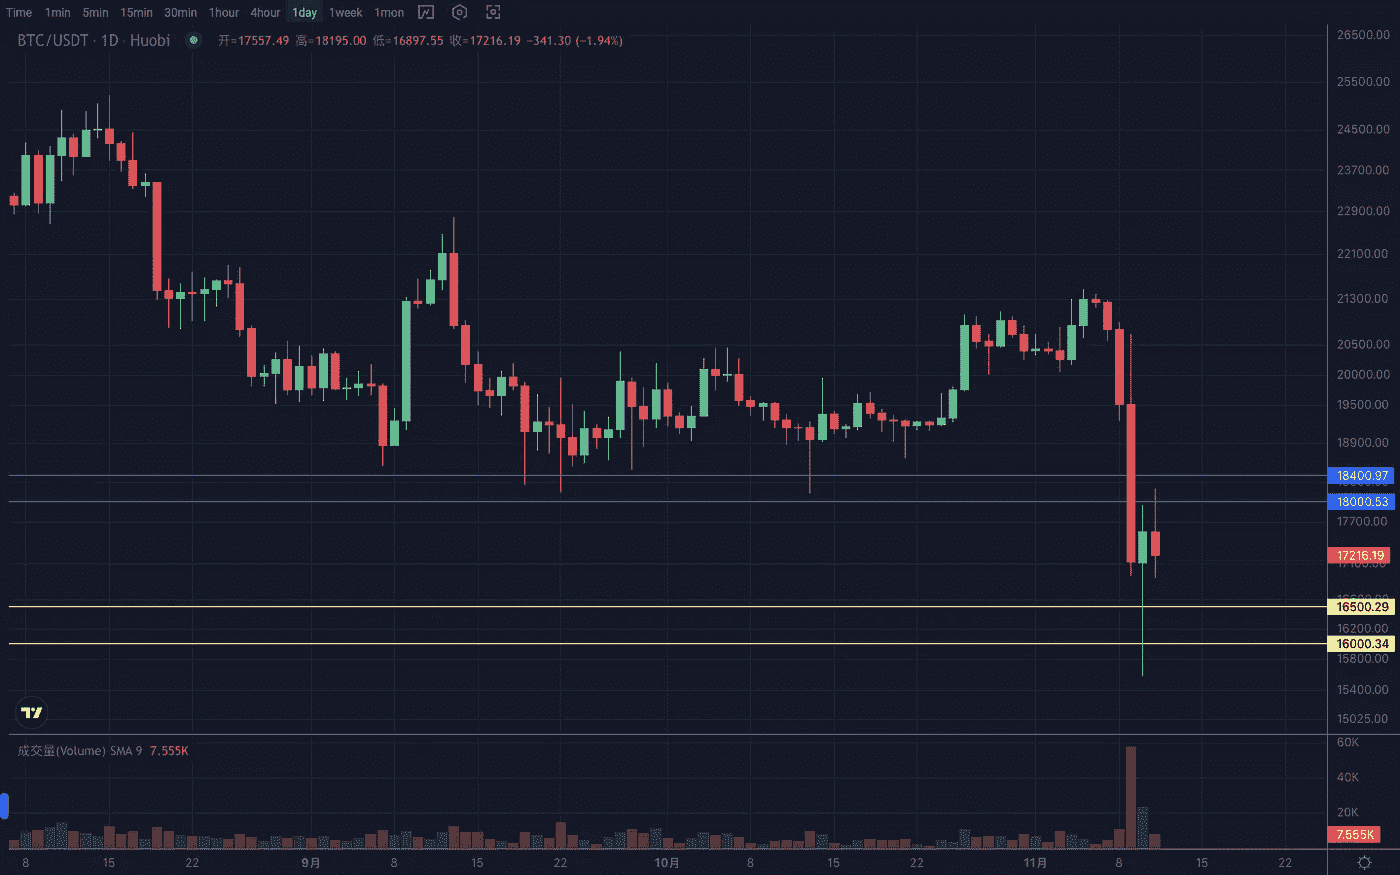 Time 1min 5min 15min 30min 1hour 4hour 1day 1week 1mon
BTC/USDT · 1D · Huobi 开=17557.49 高=18195.00 低=16897.55 收=17216.19 −341.30 (−1.94%)
26500.00
25500.00
24500.00
23700.00
22900.00
22100.00
21300.00
20500.00
20000.00
19500.00
18900.00
18400.97
18000.53
17700.00
17216.19
17100.00
16500.29
16200.00
16000.34
15800.00
15400.00
15025.00
成交量(Volume) SMA 9 7.555K
60K
40K
20K
7.555K
8 15 22 9月 8 15 22 10月 8 15 22 11月 8 15 22